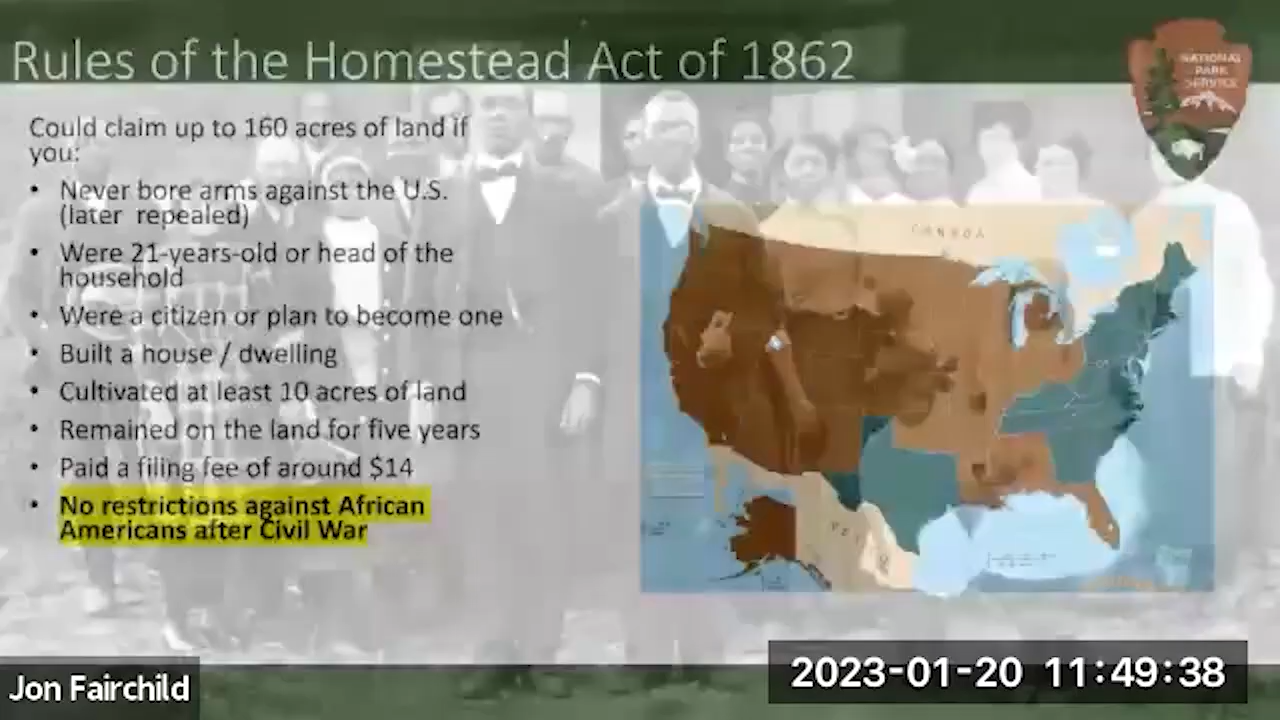 Rules of the Homestead Act of 1862
NATIONAL
PARK
SERVICE
Could claim up to 160 acres of land if
you:
• Never bore arms against the U.S.
(later repealed)
• Were 21-years-old or head of the
household
• Were a citizen or plan to become one
• Built a house / dwelling
• Cultivated at least 10 acres of land
• Remained on the land for five years
• Paid a filing fee of around $14
• No restrictions against African
Americans after Civil War
CANADA
Jon Fairchild
2023-01-20 11:49:38